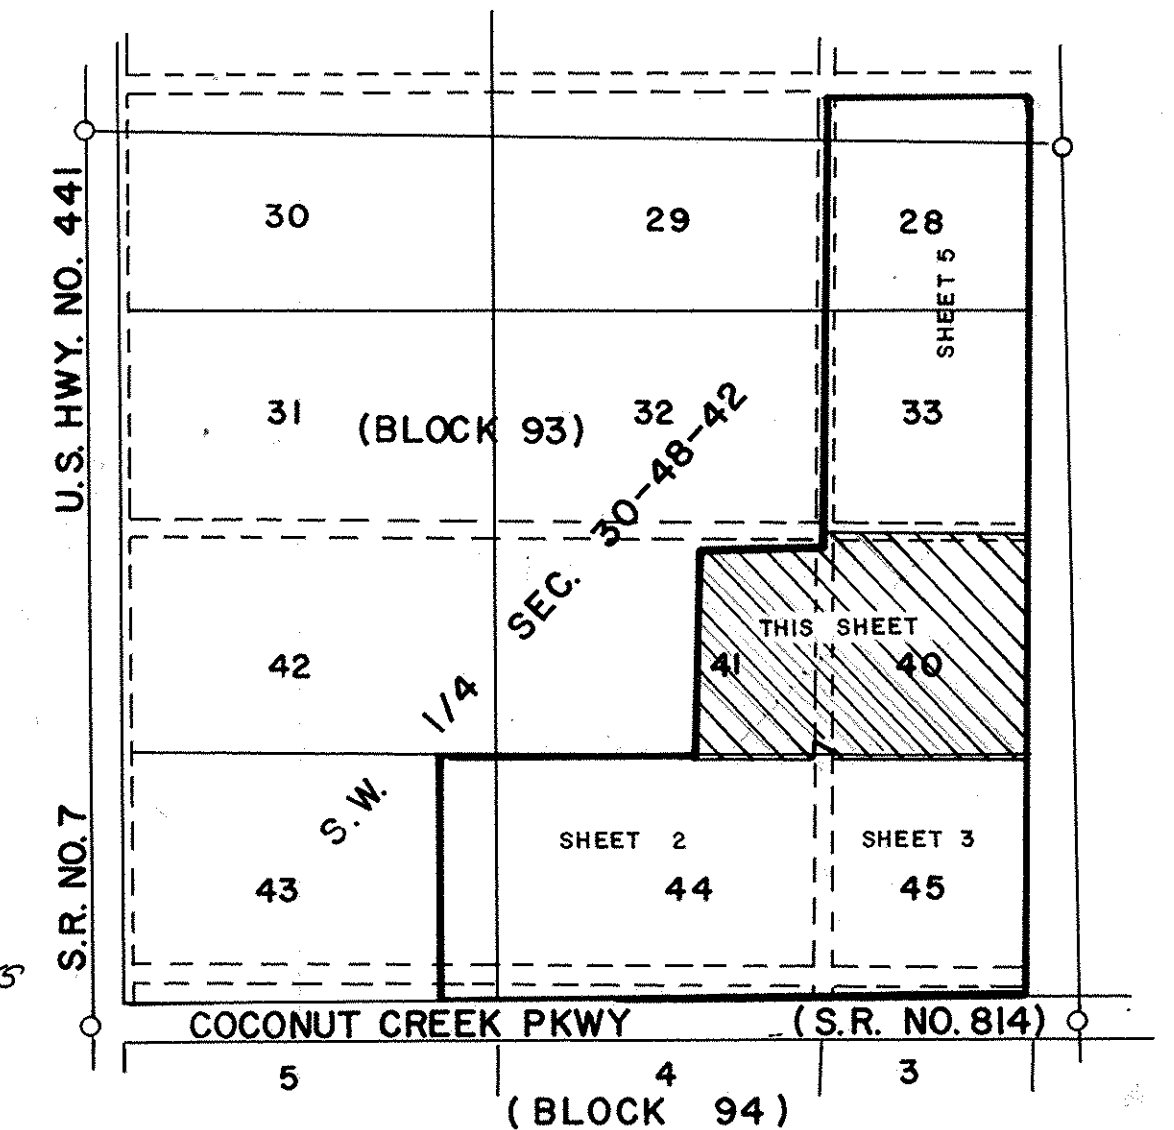 30
29
28
SHEET 5
U.S. HWY. NO. 441
31
(BLOCK 93)
32
33
S.W. 1/4 SEC. 30-48-42
42
THIS SHEET
41
40
S.R. NO. 7
43
SHEET 2
44
SHEET 3
45
COCONUT CREEK PKWY (S.R. NO. 814)
5
4
3
(BLOCK 94)